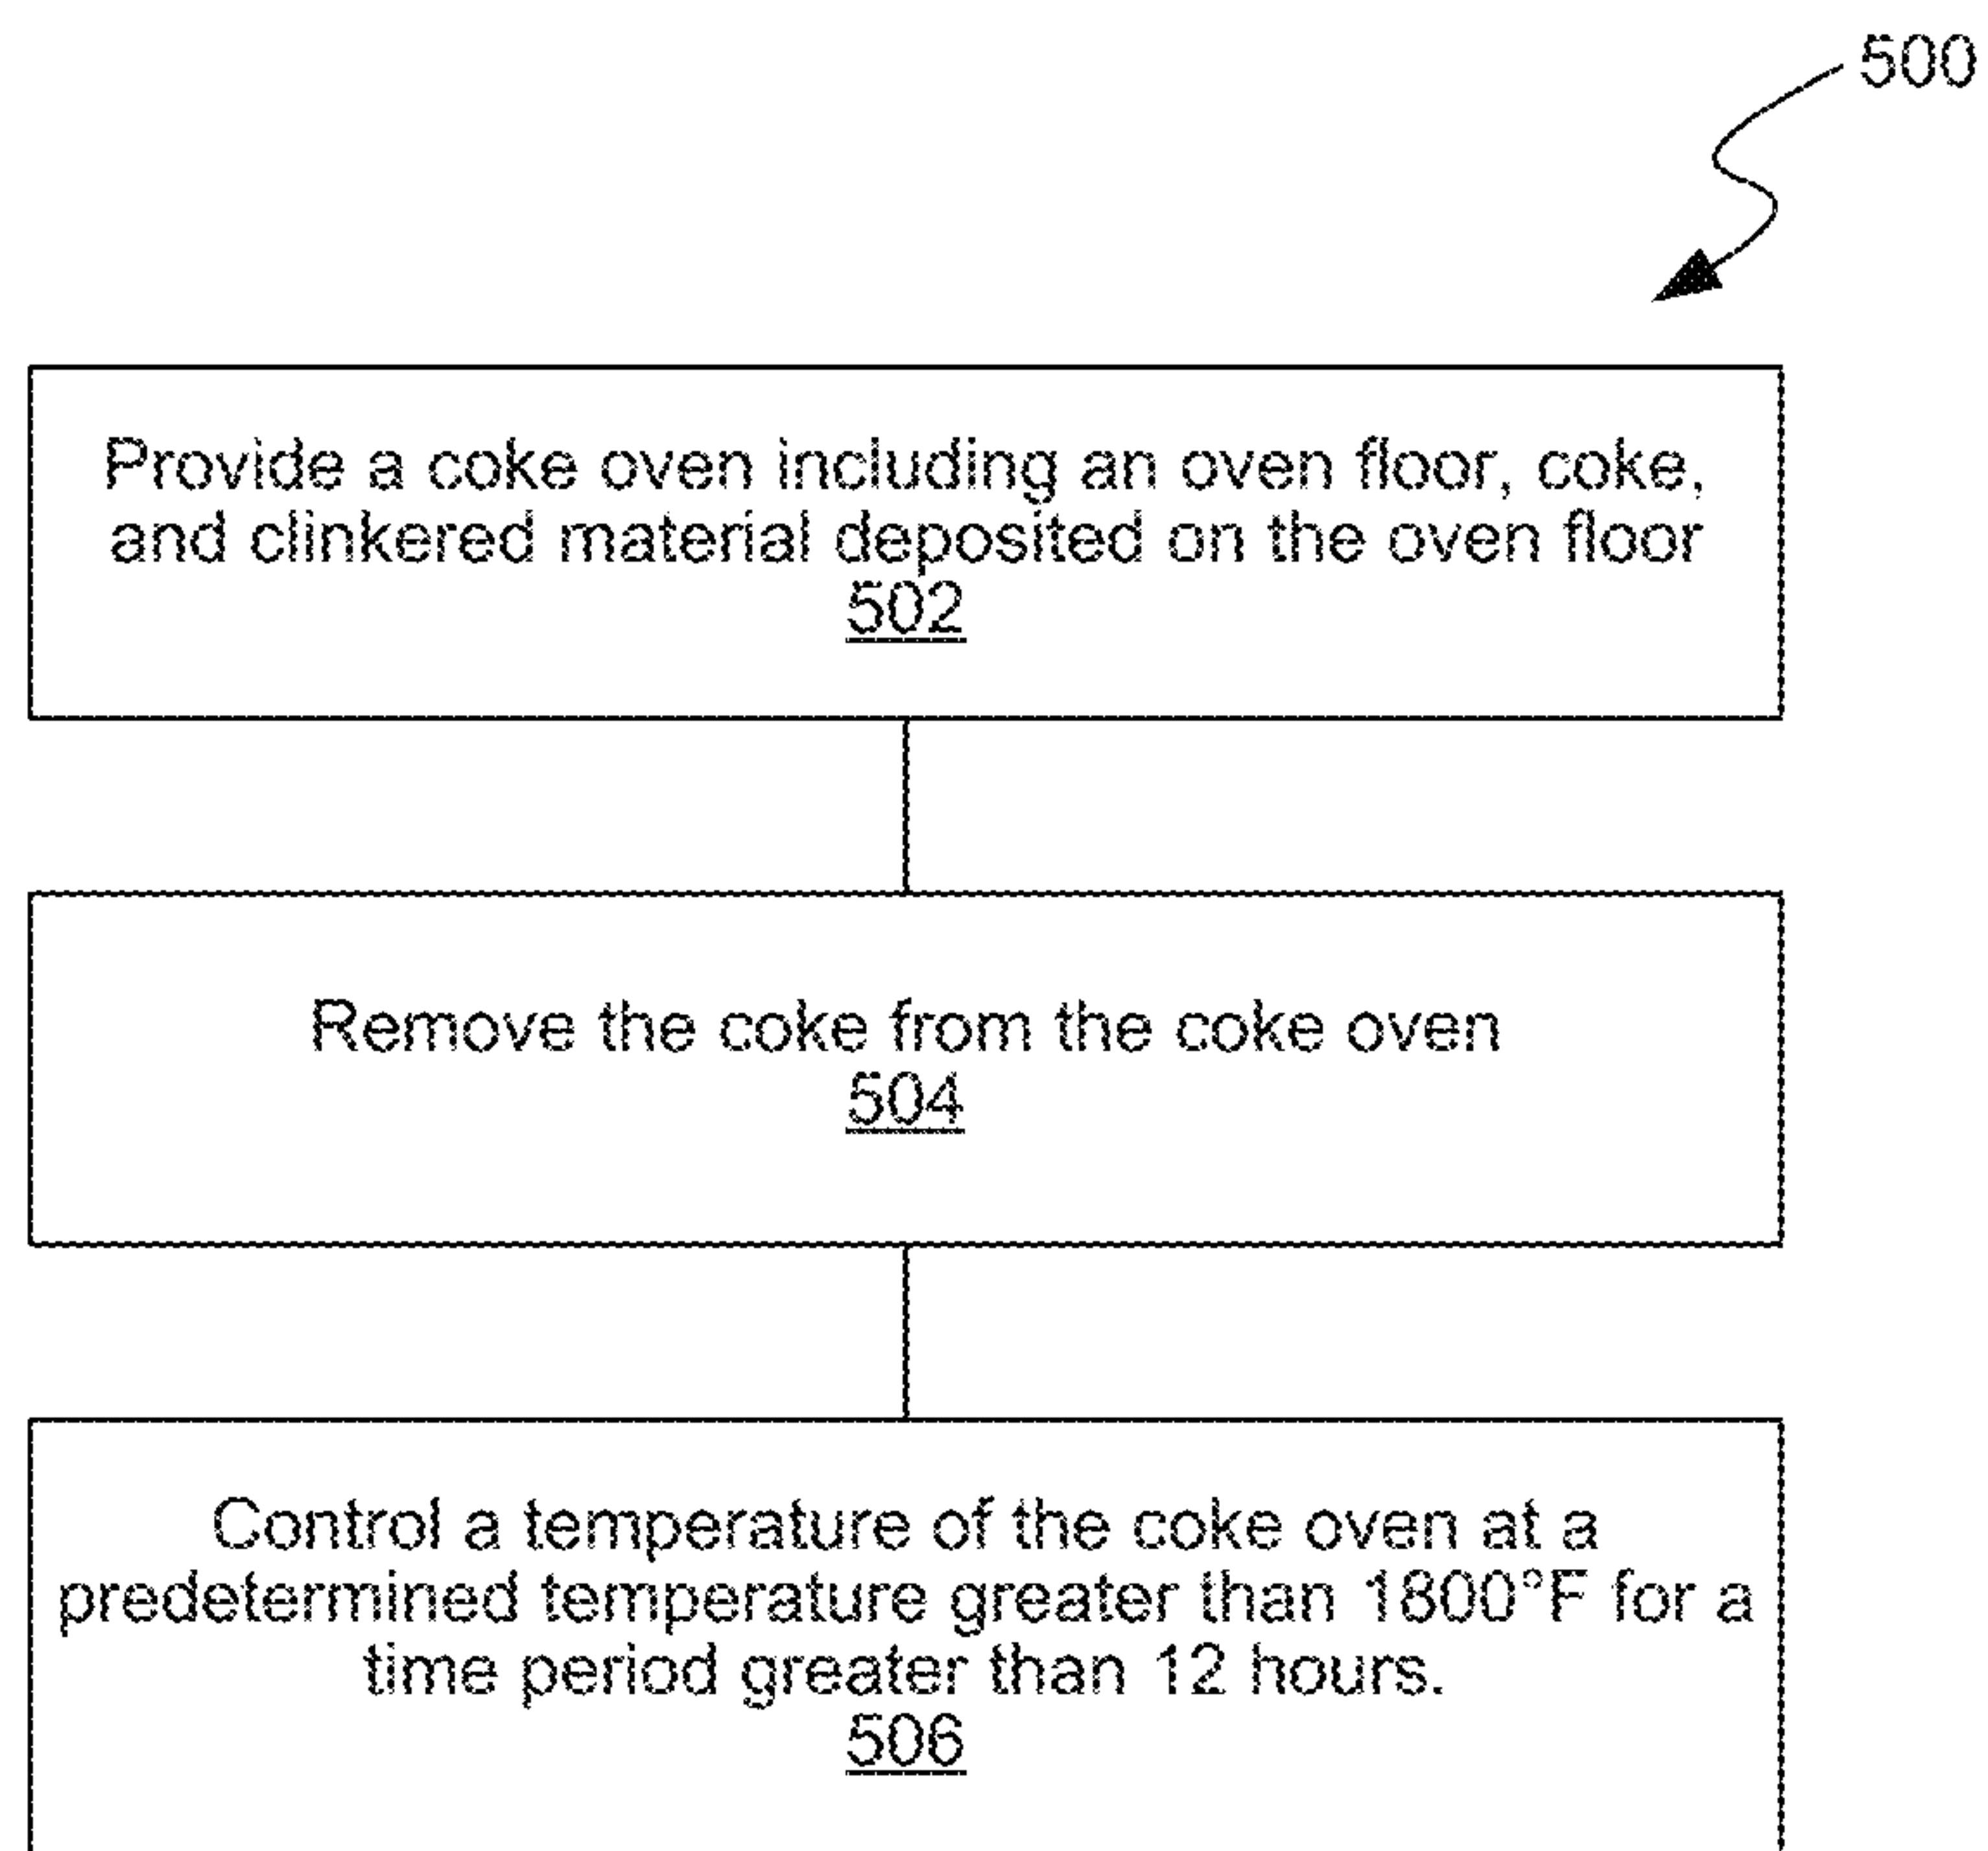 500
Provide a coke oven including an oven floor, coke,
and clinkered material deposited on the oven floor
502
Remove the coke from the coke oven
504
Control a temperature of the coke oven at a
predetermined temperature greater than 1800°F for a
time period greater than 12 hours.
506